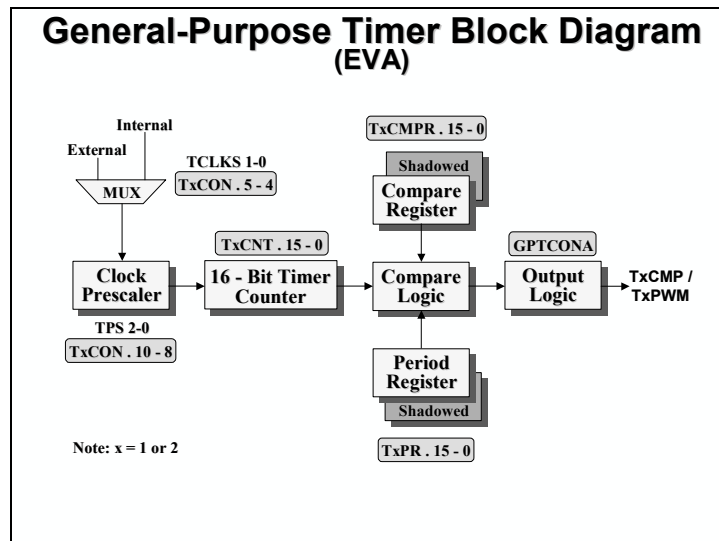 General-Purpose Timer Block Diagram
(EVA)
Internal
External
MUX
TCLKS 1-0
TxCON . 5 - 4
TxCMPR . 15 - 0
Shadowed
Compare
Register
Clock
Prescaler
TPS 2-0
TxCON . 10 - 8
TxCNT . 15 - 0
16 - Bit Timer
Counter
Compare
Logic
GPTCONA
Output
Logic
TxCMP /
TxPWM
Period
Register
Shadowed
TxPR . 15 - 0
Note: x = 1 or 2